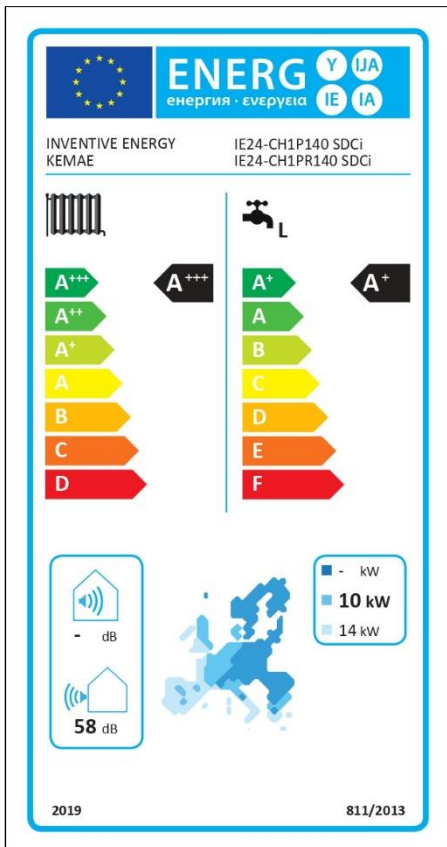 ENERG
Y IJA
IE IA
енергия · ενεργεια
INVENTIVE ENERGY
KEMAE
IE24-CH1P140 SDCi
IE24-CH1PR140 SDCi
L
A+++
A++
A+
A
B
C
D
A+++
A+
A
B
C
D
E
F
A+
- dB
58 dB
- kW
10 kW
14 kW
2019
811/2013